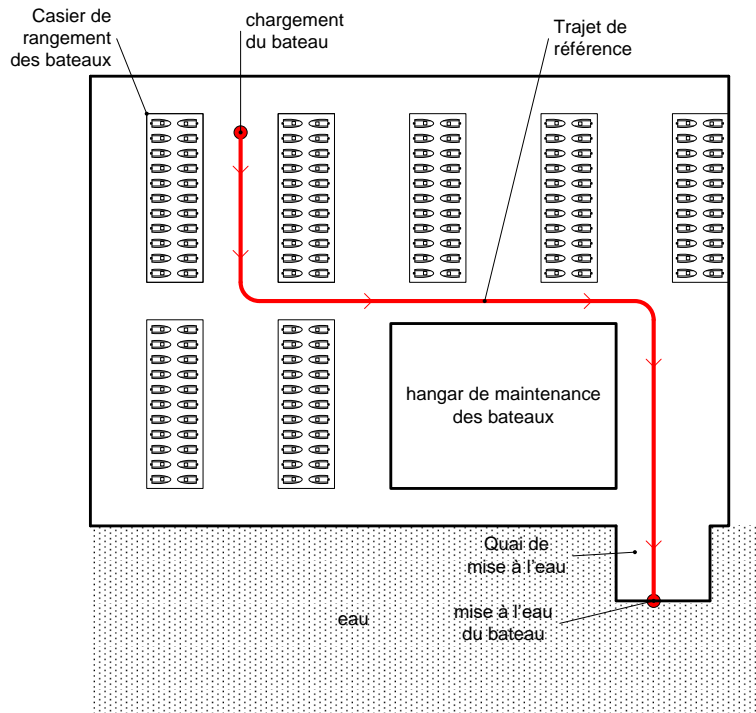 Casier de
rangement
des bateaux
chargement
du bateau
Trajet de
référence
hangar de maintenance
des bateaux
Quai de
mise à l'eau
eau
mise à l'eau
du bateau